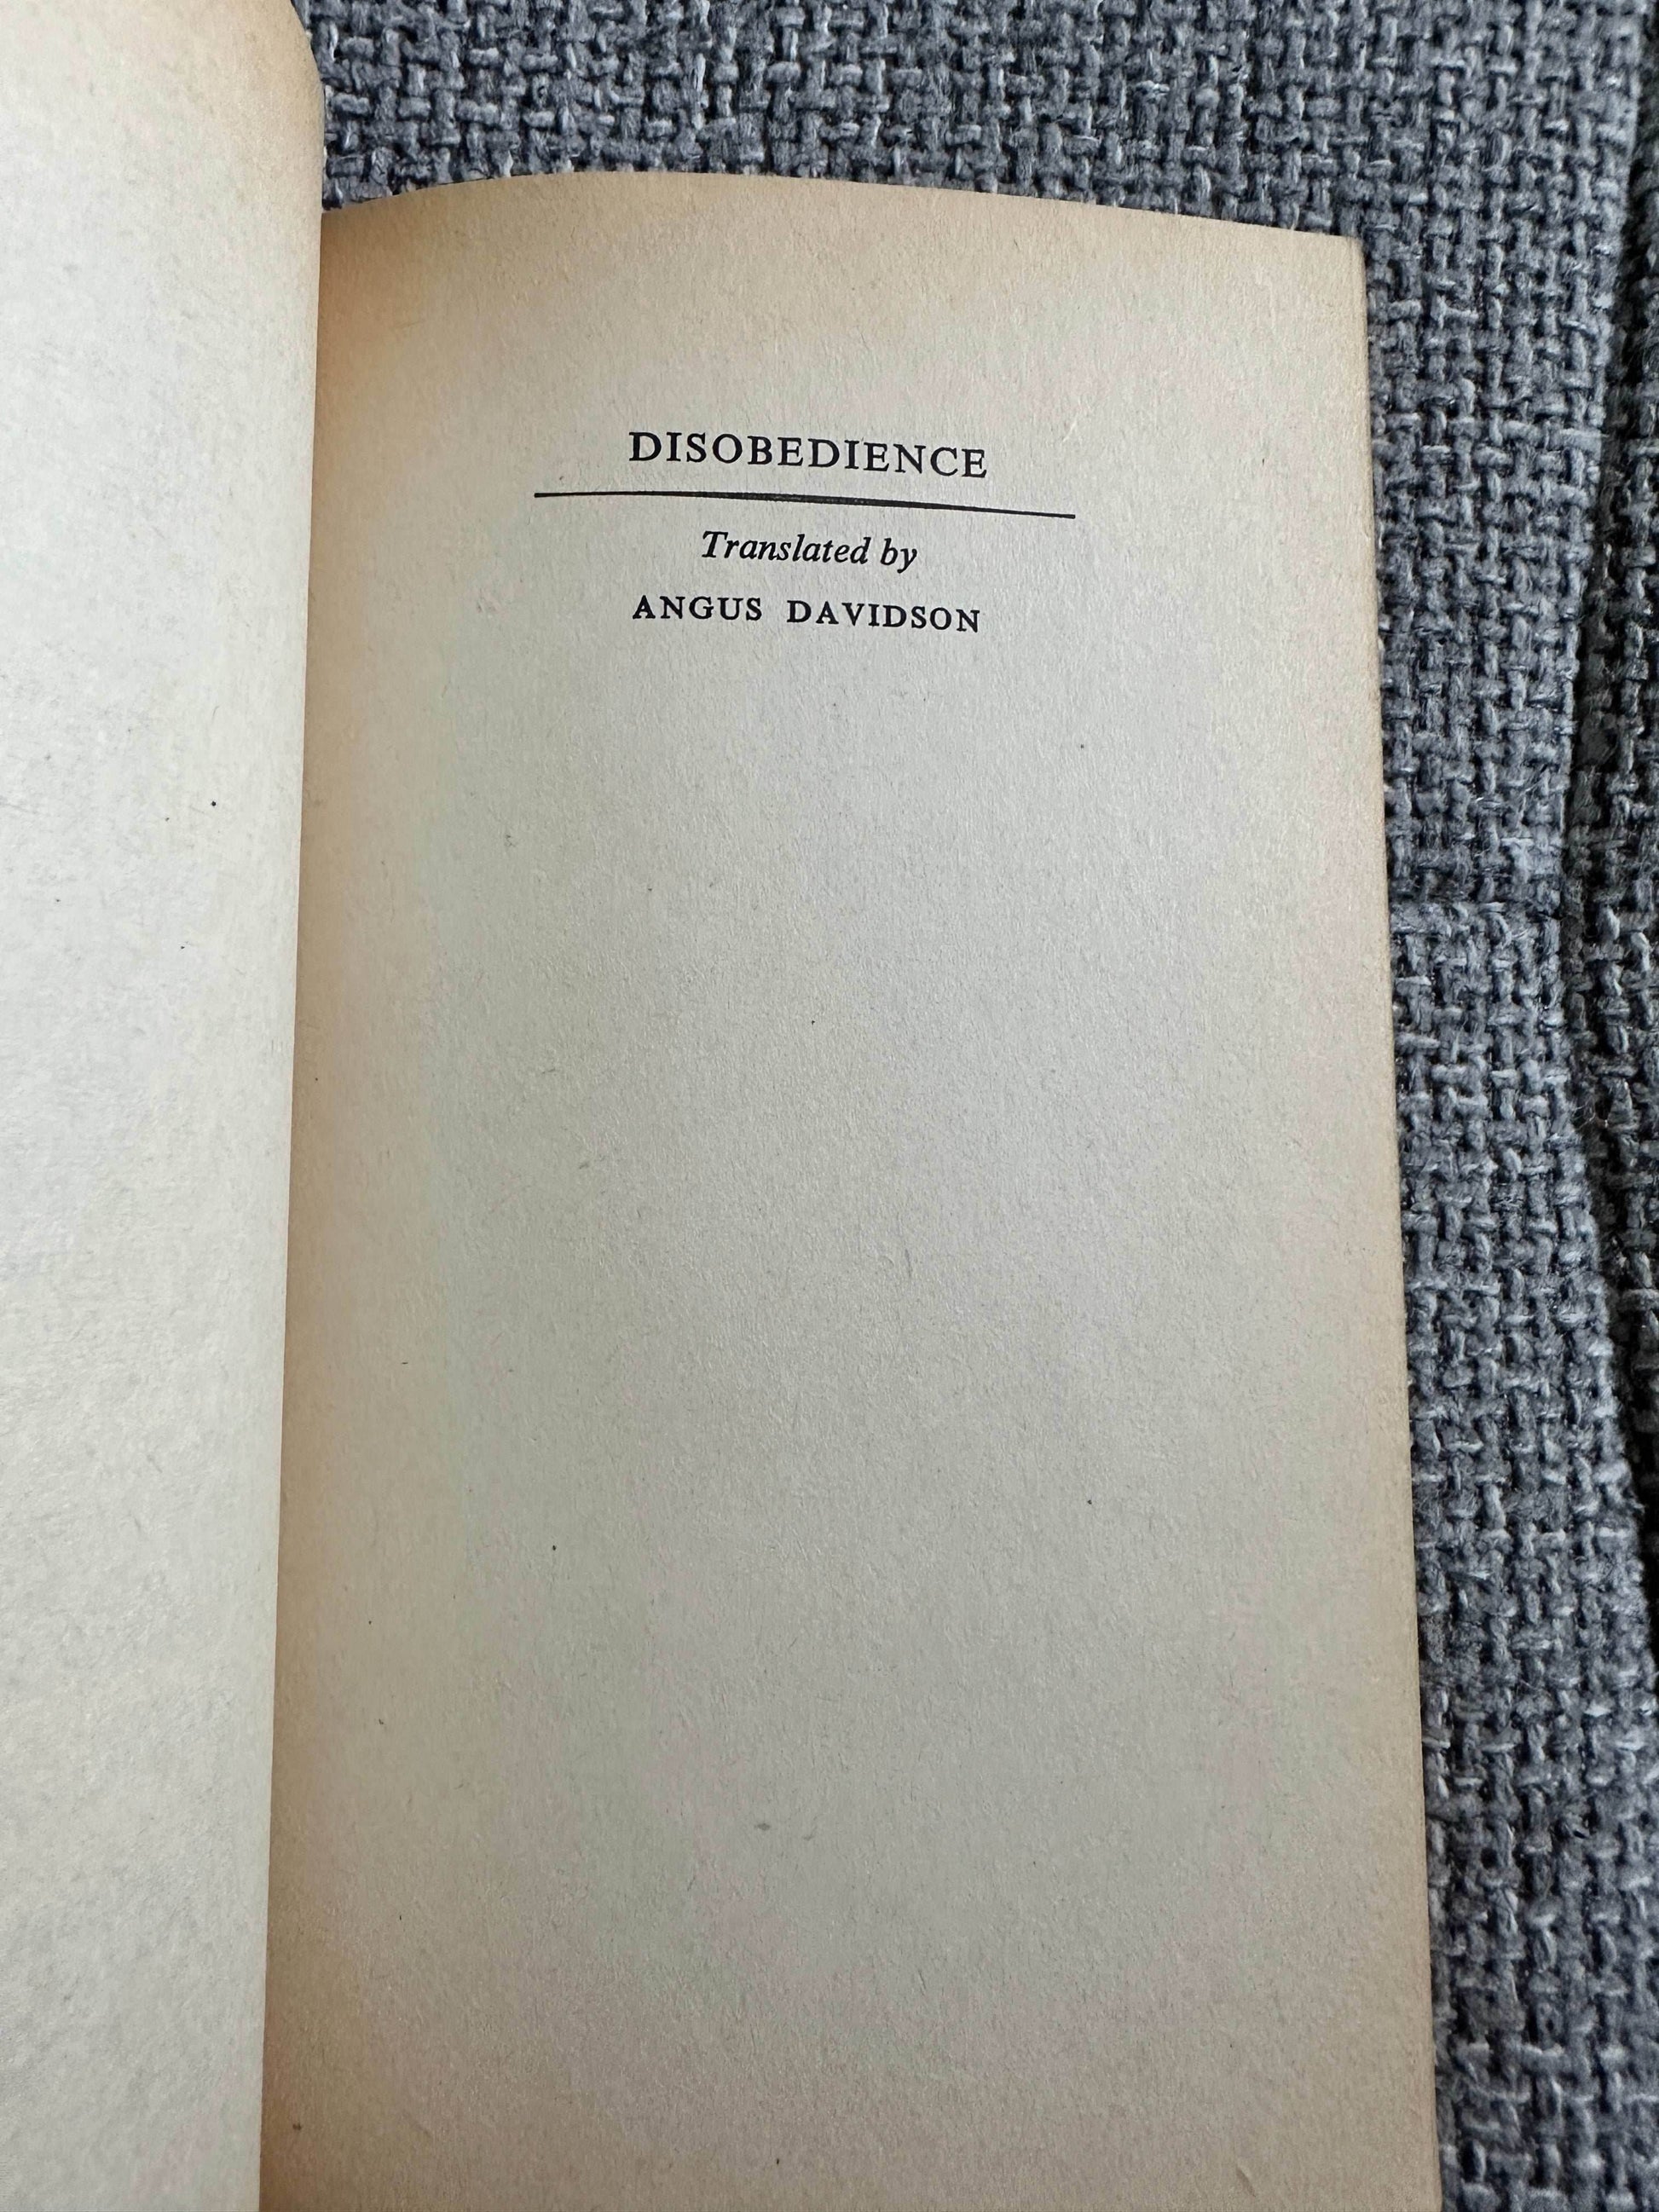 DISOBEDIENCE
Translated by
ANGUS DAVIDSON